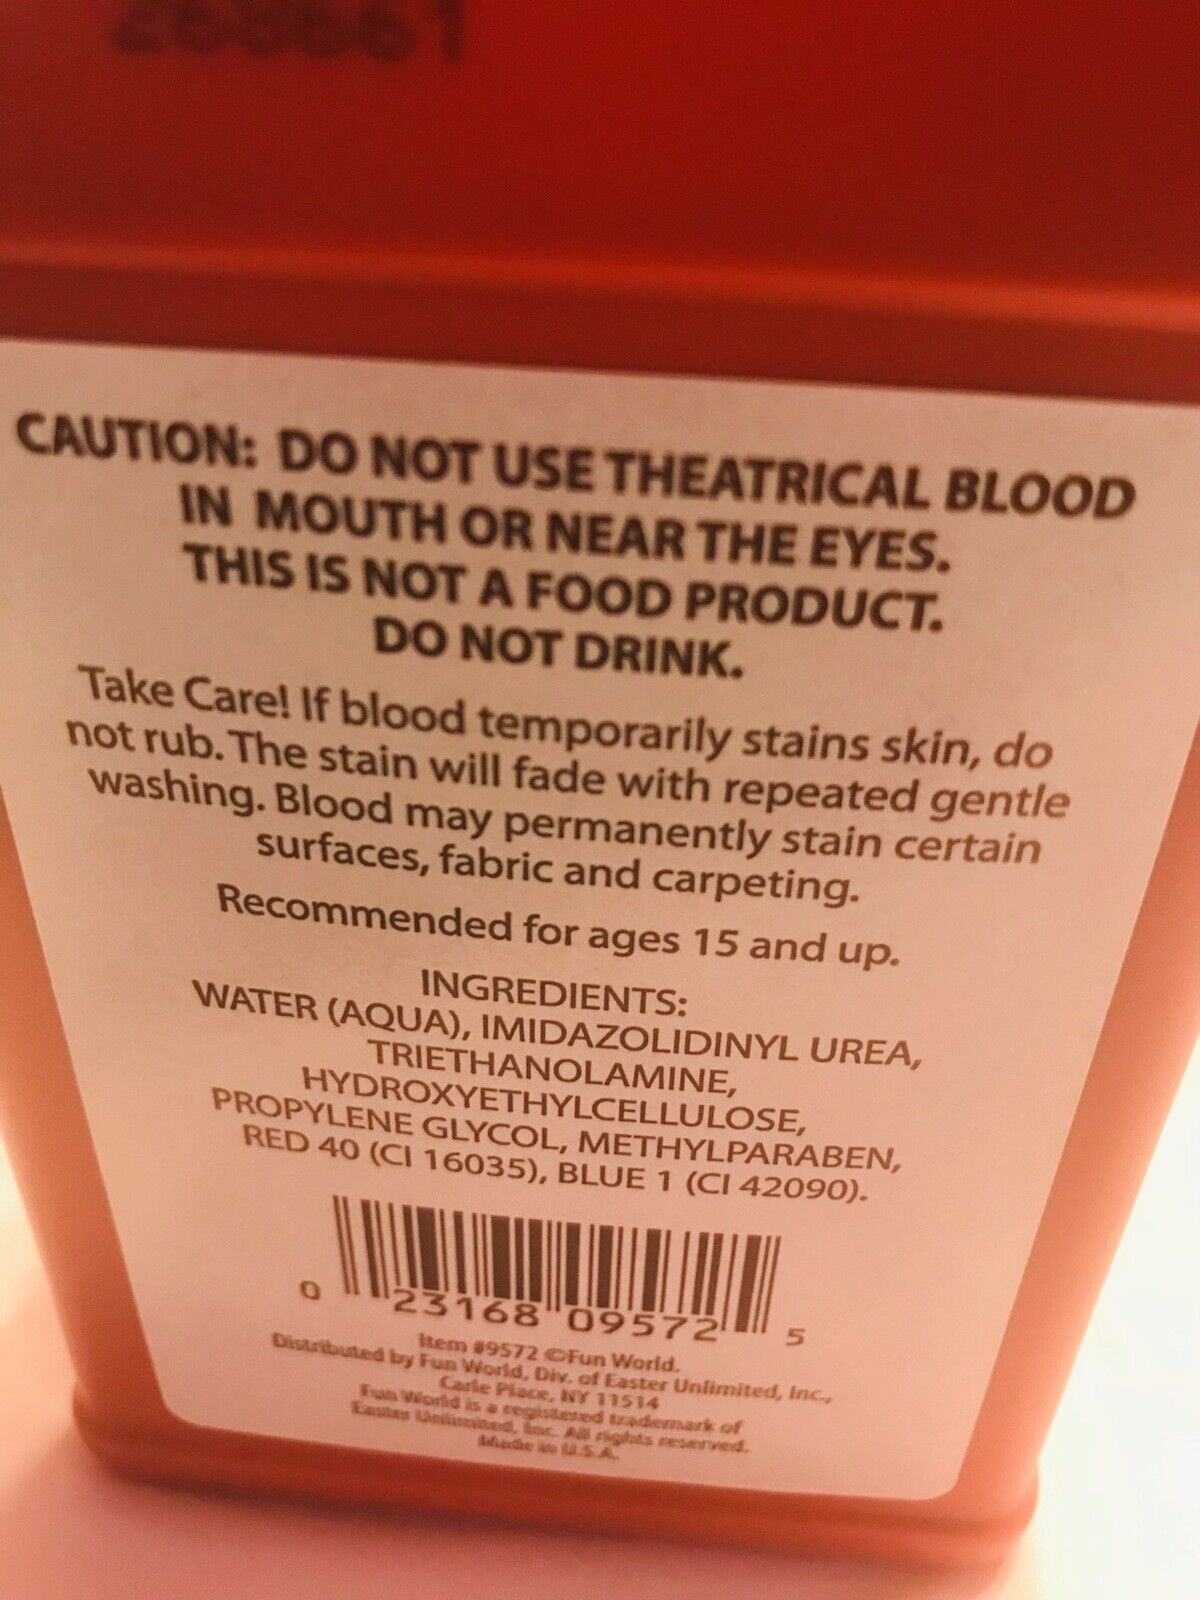 CAUTION: DO NOT USE THEATRICAL BLOOD
IN MOUTH OR NEAR THE EYES.
THIS IS NOT A FOOD PRODUCT.
DO NOT DRINK.
Take Care! If blood temporarily stains skin, do
not rub. The stain will fade with repeated gentle
washing. Blood may permanently stain certain
surfaces, fabric and carpeting.
Recommended for ages 15 and up.
INGREDIENTS:
WATER (AQUA), IMIDAZOLIDINYL UREA,
TRIETHANOLAMINE,
HYDROXYETHYLCELLULOSE,
PROPYLENE GLYCOL, METHYLPARABEN,
RED 40 (CI 16035), BLUE 1 (CI 42090).
0 23168 09572 5
Item #9572 ©Fun World.
Distributed by Fun World, Div. of Easter Unlimited, Inc.,
Carle Place, NY 11514
Fun World is a registered trademark of
Easter Unlimited, Inc. All rights reserved.
Made in U.S.A.